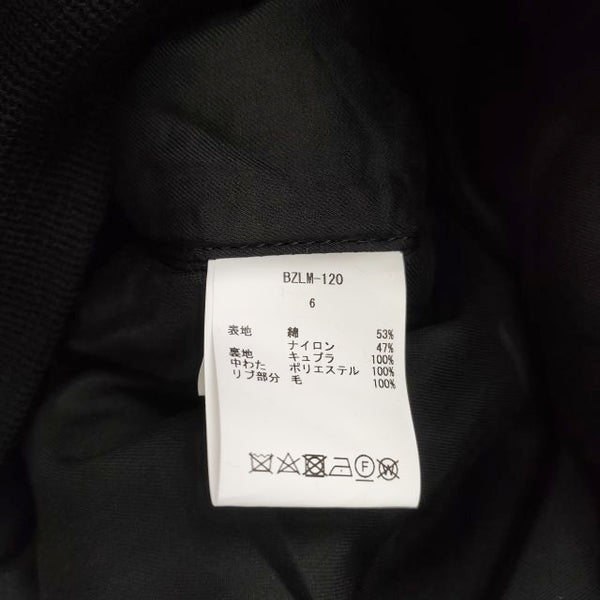 BZLM-120
6
表地 綿 53%
ナイロン 47%
裏地 キュプラ 100%
中わた ポリエステル 100%
リブ部分 毛 100%
F W